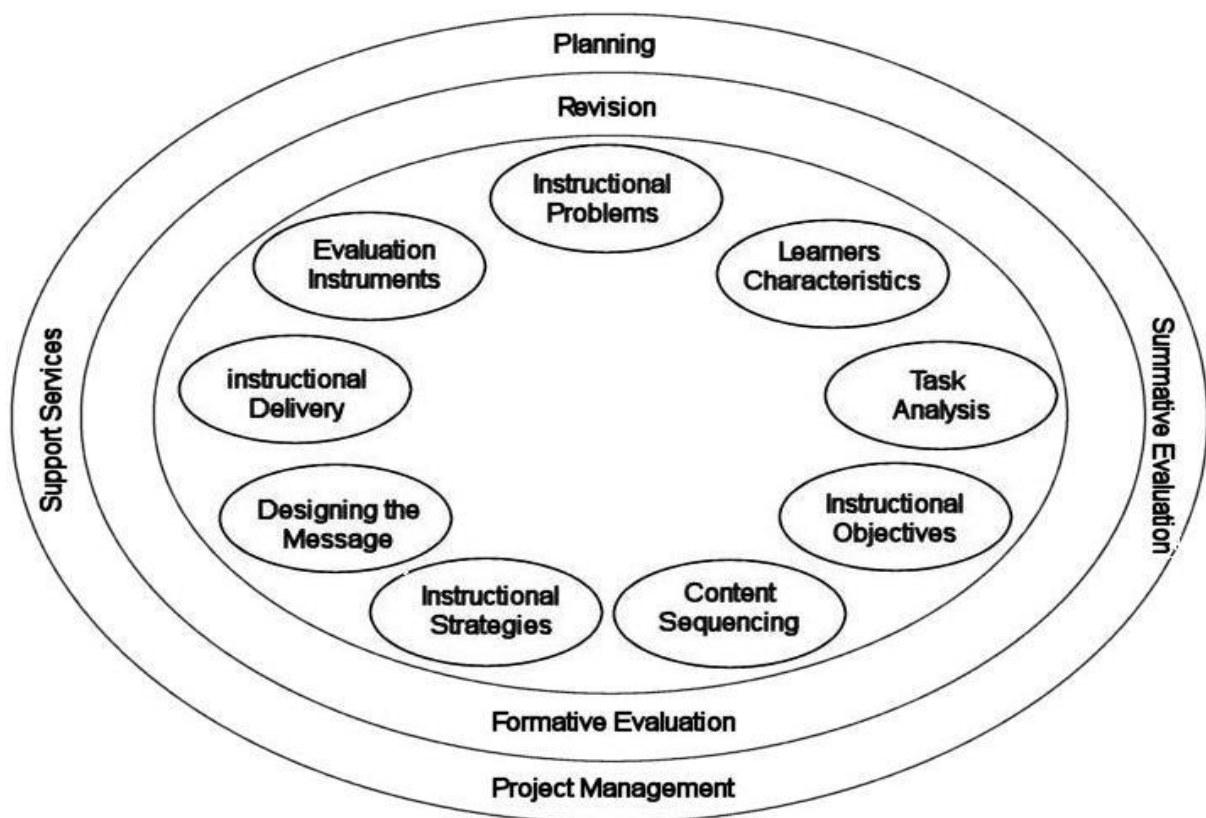 Planning
Revision
Instructional
Problems
Learners
Characteristics
Task
Analysis
Instructional
Objectives
Content
Sequencing
Instructional
Strategies
Designing the
Message
instructional
Delivery
Evaluation
Instruments
Support Services
Summative Evaluation
Formative Evaluation
Project Management